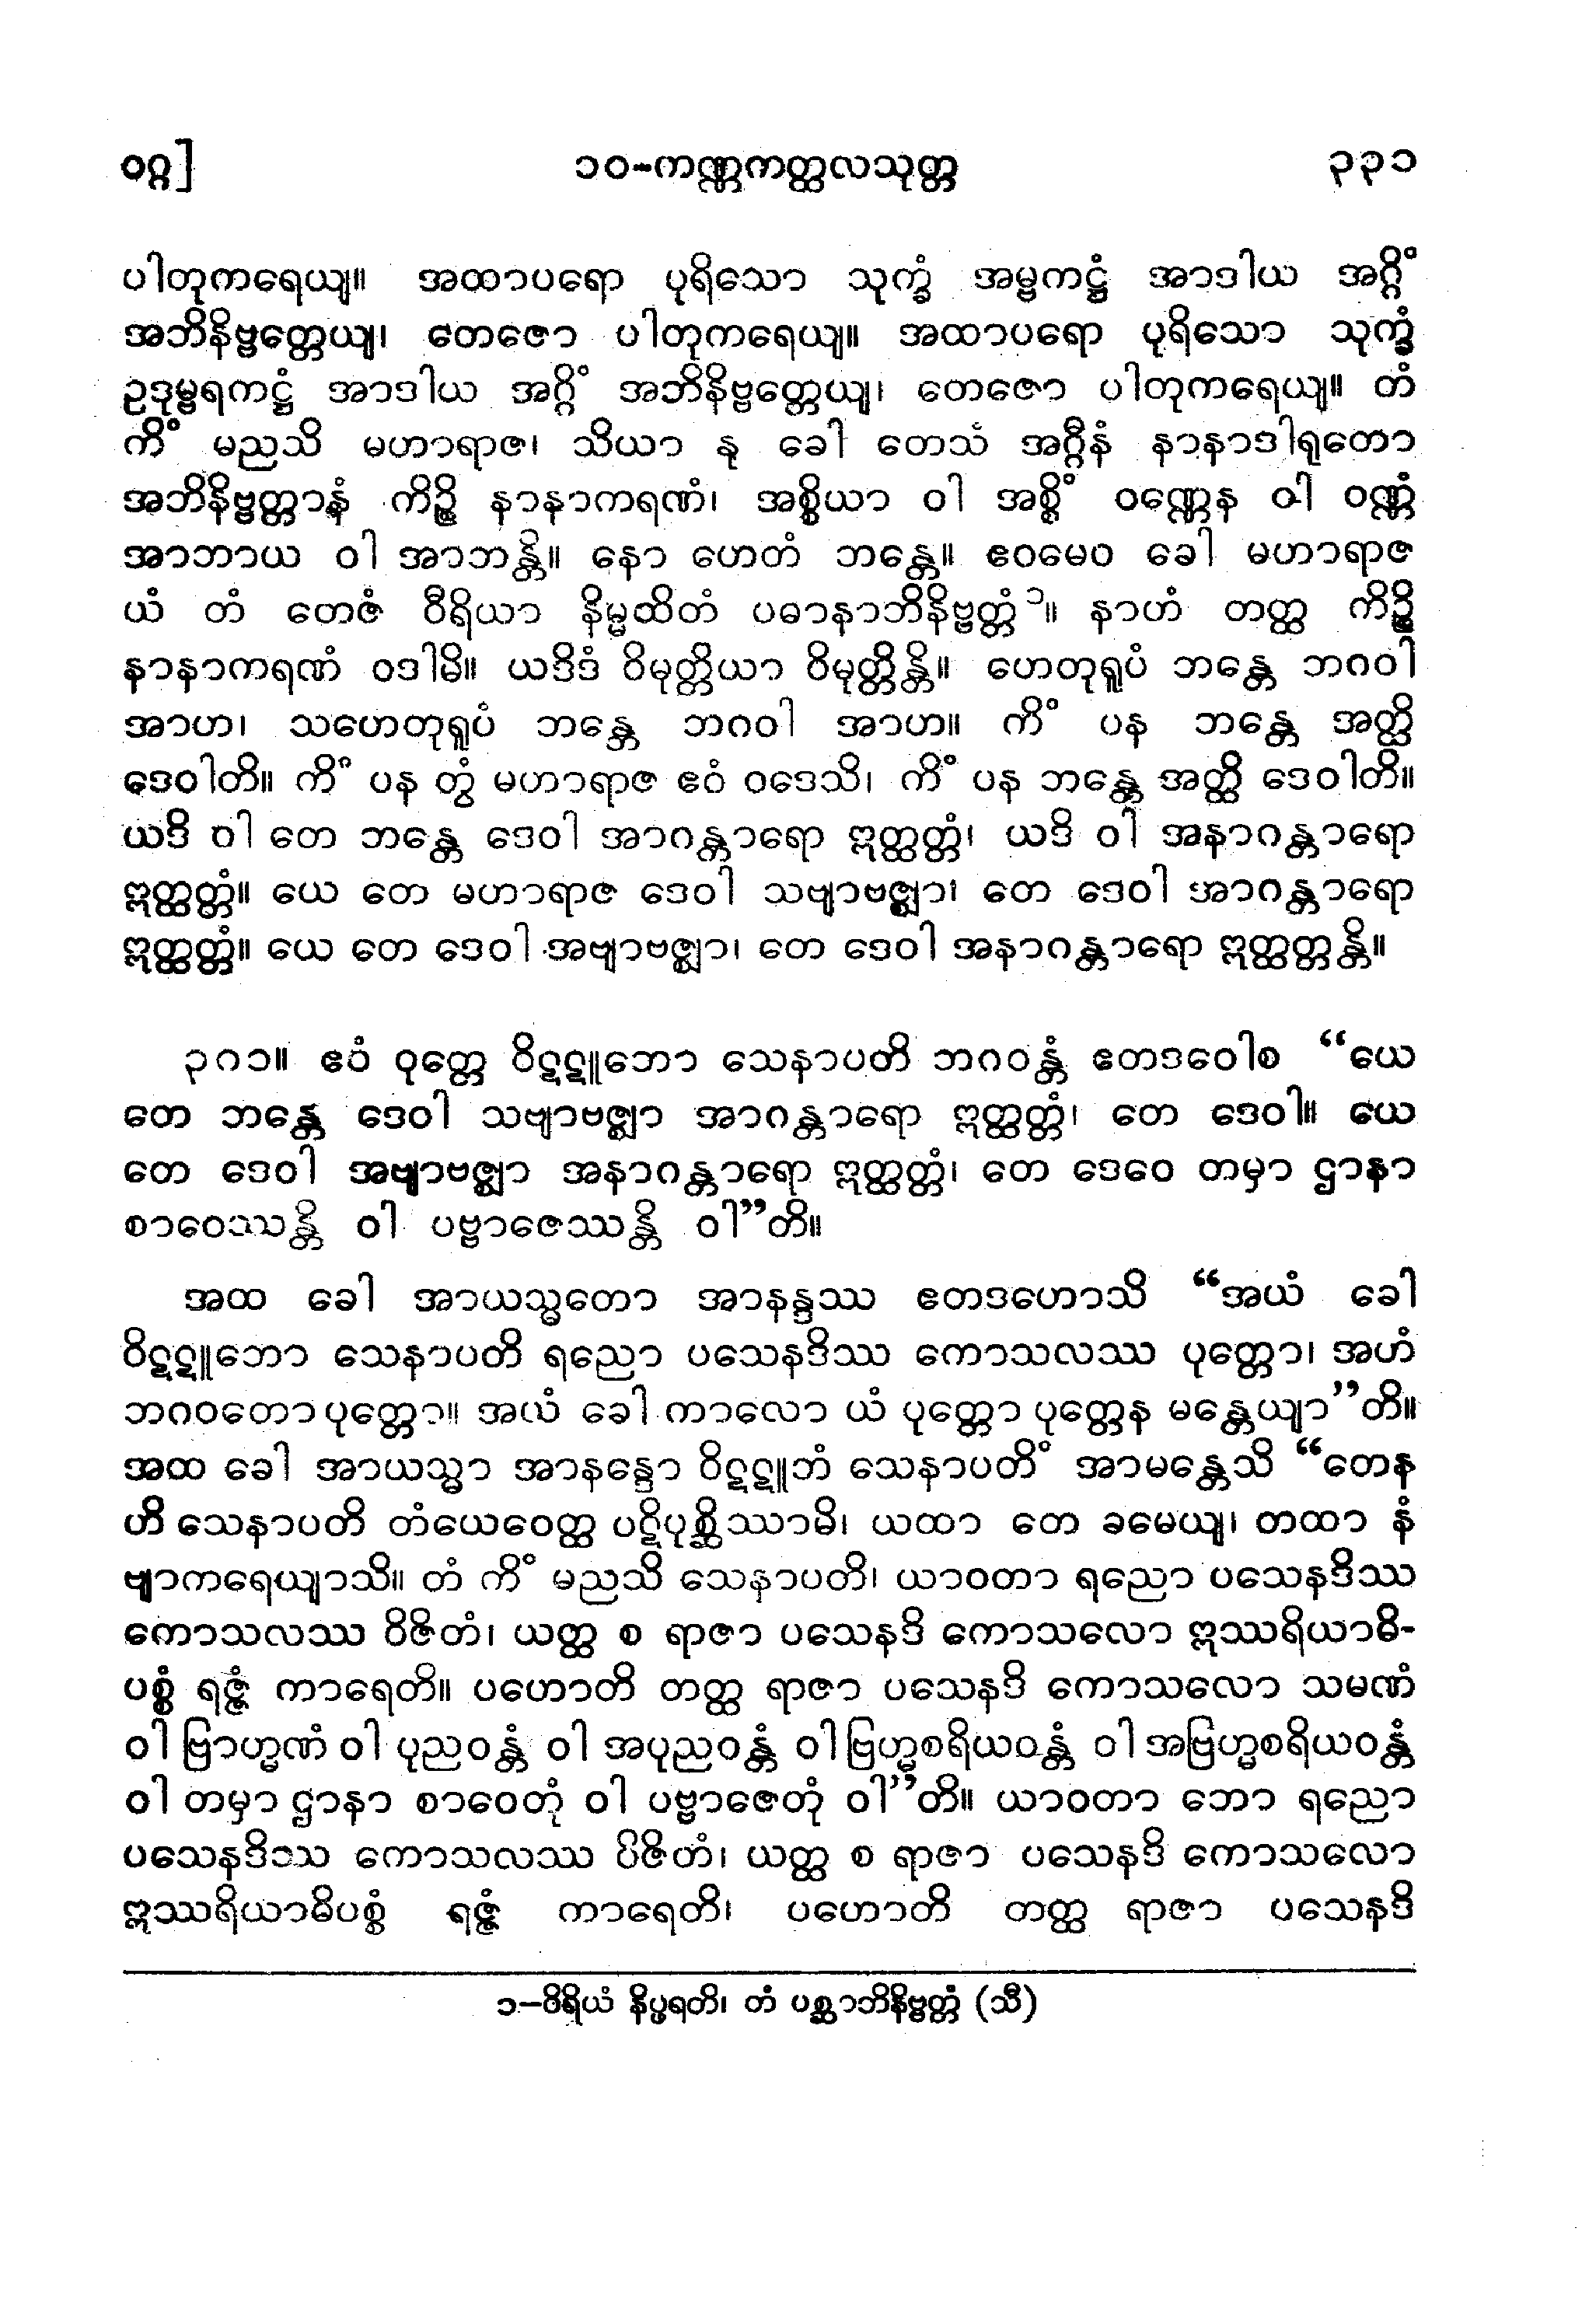 ဝဂ္ဂ]
၁၀-ကဏ္ဏကတ္ထလသုတ္တ
၃၃၁
ပါတုကရေယျ။ အထာပရော ပုရိသော သုက္ခံ အမ္ဗကဋ္ဌံ အာဒါယ အဂ္ဂိံ
အဘိနိဗ္ဗတ္တေယျ၊ တေဇော ပါတုကရေယျ။ အထာပရော ပုရိသော သုက္ခံ
ဥဒုမ္ဗရကဋ္ဌံ အာဒါယ အဂ္ဂိံ အဘိနိဗ္ဗတ္တေယျ၊ တေဇော ပါတုကရေယျ။ တံ
ကိံ မညသိ မဟာရာဇ၊ သိယာ နု ခေါ တေသံ အဂ္ဂီနံ နာနာဒါရုတော
အဘိနိဗ္ဗတ္တာနံ ကိဉ္စိ နာနာကရဏံ၊ အစ္စိယာ ဝါ အစ္စိံ ဝဏ္ဏေန ဝါ ဝဏ္ဏံ
အာဘာယ ဝါ အာဘန္တိ။ နော ဟေတံ ဘန္တေ။ ဧဝမေဝ ခေါ မဟာရာဇ
ယံ တံ တေဇံ ဝီရိယာ နိမ္မထိတံ ပဓာနာဘိနိဗ္ဗတ္တံ ၁။ နာဟံ တတ္ထ ကိဉ္စိ
နာနာကရဏံ ဝဒါမိ။ ယဒိဒံ ဝိမုတ္တိယာ ဝိမုတ္တိန္တိ။ ဟေတုရူပံ ဘန္တေ ဘဂဝါ
အာဟ၊ သဟေတုရူပံ ဘန္တေ ဘဂဝါ အာဟ။ ကိံ ပန ဘန္တေ အတ္ထိ
ဒေဝါတိ။ ကိံ ပန တွံ မဟာရာဇ ဧဝံ ဝဒေသိ၊ ကိံ ပန ဘန္တေ အတ္ထိ ဒေဝါတိ။
ယဒိ ဝါ တေ ဘန္တေ ဒေဝါ အာဂန္တာရော ဣတ္ထတ္တံ၊ ယဒိ ဝါ အနာဂန္တာရော
ဣတ္ထတ္တံ။ ယေ တေ မဟာရာဇ ဒေဝါ သဗျာဗဇ္ဈာ၊ တေ ဒေဝါ အာဂန္တာရော
ဣတ္ထတ္တံ။ ယေ တေ ဒေဝါ အဗျာဗဇ္ဈာ၊ တေ ဒေဝါ အနာဂန္တာရော ဣတ္ထတ္တန္တိ။
၃၈၁။ ဧဝံ ဝုတ္တေ ဝိဋဋူဘော သေနာပတိ ဘဂဝန္တံ ဧတဒဝေါစ “ယေ
တေ ဘန္တေ ဒေဝါ သဗျာဗဇ္ဈာ အာဂန္တာရော ဣတ္ထတ္တံ၊ တေ ဒေဝါ။ ယေ
တေ ဒေဝါ အဗျာဗဇ္ဈာ အနာဂန္တာရော ဣတ္ထတ္တံ၊ တေ ဒေဝေ တမှာ ဌာနာ
စာဝေဿန္တိ ဝါ ပဗ္ဗာဇေဿန္တိ ဝါ”တိ။
အထ ခေါ အာယသ္မတော အာနန္ဒဿ ဧတဒဟောသိ “အယံ ခေါ
ဝိဋဋူဘော သေနာပတိ ရညော ပသေနဒိဿ ကောသလဿ ပုတ္တော၊ အဟံ
ဘဂဝတော ပုတ္တော။ အယံ ခေါ ကာလော ယံ ပုတ္တော ပုတ္တေန မန္တေယျာ”တိ။
အထ ခေါ အာယသ္မာ အာနန္ဒော ဝိဋဋူဘံ သေနာပတိံ အာမန္တေသိ “တေန
ဟိ သေနာပတိ တံယေဝေတ္ထ ပဋိပုစ္ဆိဿာမိ၊ ယထာ တေ ခမေယျ၊ တထာ နံ
ဗျာကရေယျာသိ။ တံ ကိံ မညသိ သေနာပတိ၊ ယာဝတာ ရညော ပသေနဒိဿ
ကောသလဿ ဝိဇိတံ၊ ယတ္ထ စ ရာဇာ ပသေနဒိ ကောသလော ဣဿရိယာဓိ-
ပစ္စံ ရဇ္ဇံ ကာရေတိ။ ပဟောတိ တတ္ထ ရာဇာ ပသေနဒိ ကောသလော သမဏံ
ဝါ ဗြာဟ္မဏံ ဝါ ပုညဝန္တံ ဝါ အပုညဝန္တံ ဝါ ဗြဟ္မစရိယဝန္တံ ဝါ အဗြဟ္မစရိယဝန္တံ
ဝါ တမှာ ဌာနာ စာဝေတုံ ဝါ ပဗ္ဗာဇေတုံ ဝါ”တိ။ ယာဝတာ ဘော ရညော
ပသေနဒိဿ ကောသလဿ ဝိဇိတံ၊ ယတ္ထ စ ရာဇာ ပသေနဒိ ကောသလော
ဣဿရိယာဓိပစ္စံ ရဇ္ဇံ ကာရေတိ၊ ပဟောတိ တတ္ထ ရာဇာ ပသေနဒိ
၁-ဝိရိယံ နိပ္ဖရတိ၊ တံ ပစ္ဆာဘိနိဗ္ဗတ္တံ (သီ)